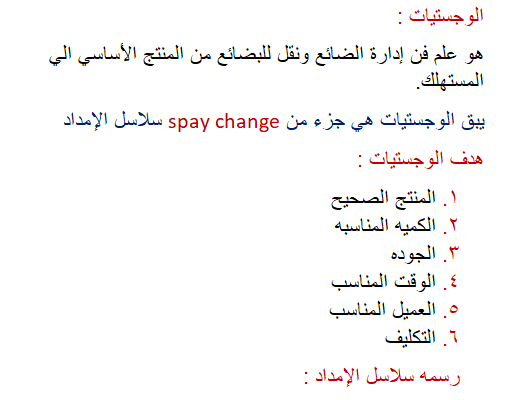 الوجستيات :
هو علم فن إدارة الضائع ونقل للبضائع من المنتج الأساسي الي
المستهلك.
يبق الوجستيات هي جزء من spay change سلاسل الإمداد
هدف الوجستيات :
١. المنتج الصحيح
٢. الكميه المناسبه
٣. الجوده
٤. الوقت المناسب
٥. العميل المناسب
٦. التكليف
رسمه سلاسل الإمداد :